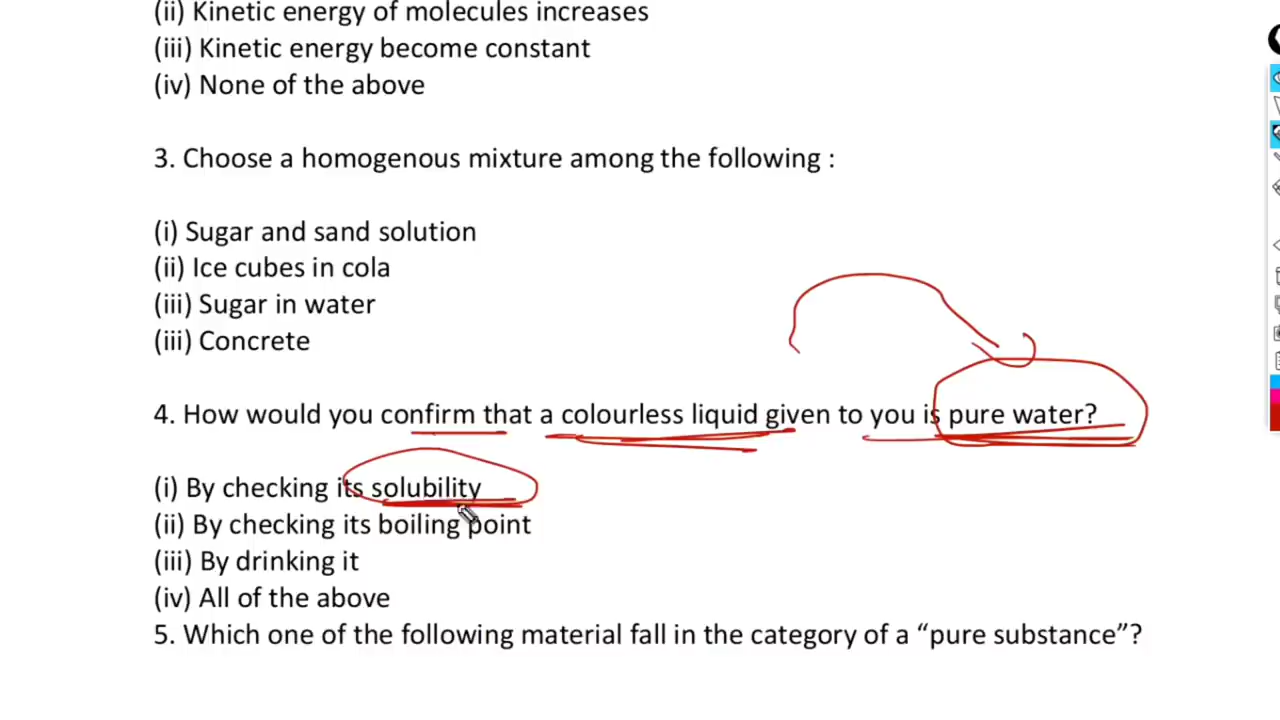 (ii) Kinetic energy of molecules increases
(iii) Kinetic energy become constant
(iv) None of the above
3. Choose a homogenous mixture among the following :
(i) Sugar and sand solution
(ii) Ice cubes in cola
(iii) Sugar in water
(iii) Concrete
4. How would you confirm that a colourless liquid given to you is pure water?
(i) By checking its solubility
(ii) By checking its boiling point
(iii) By drinking it
(iv) All of the above
5. Which one of the following material fall in the category of a “pure substance”?